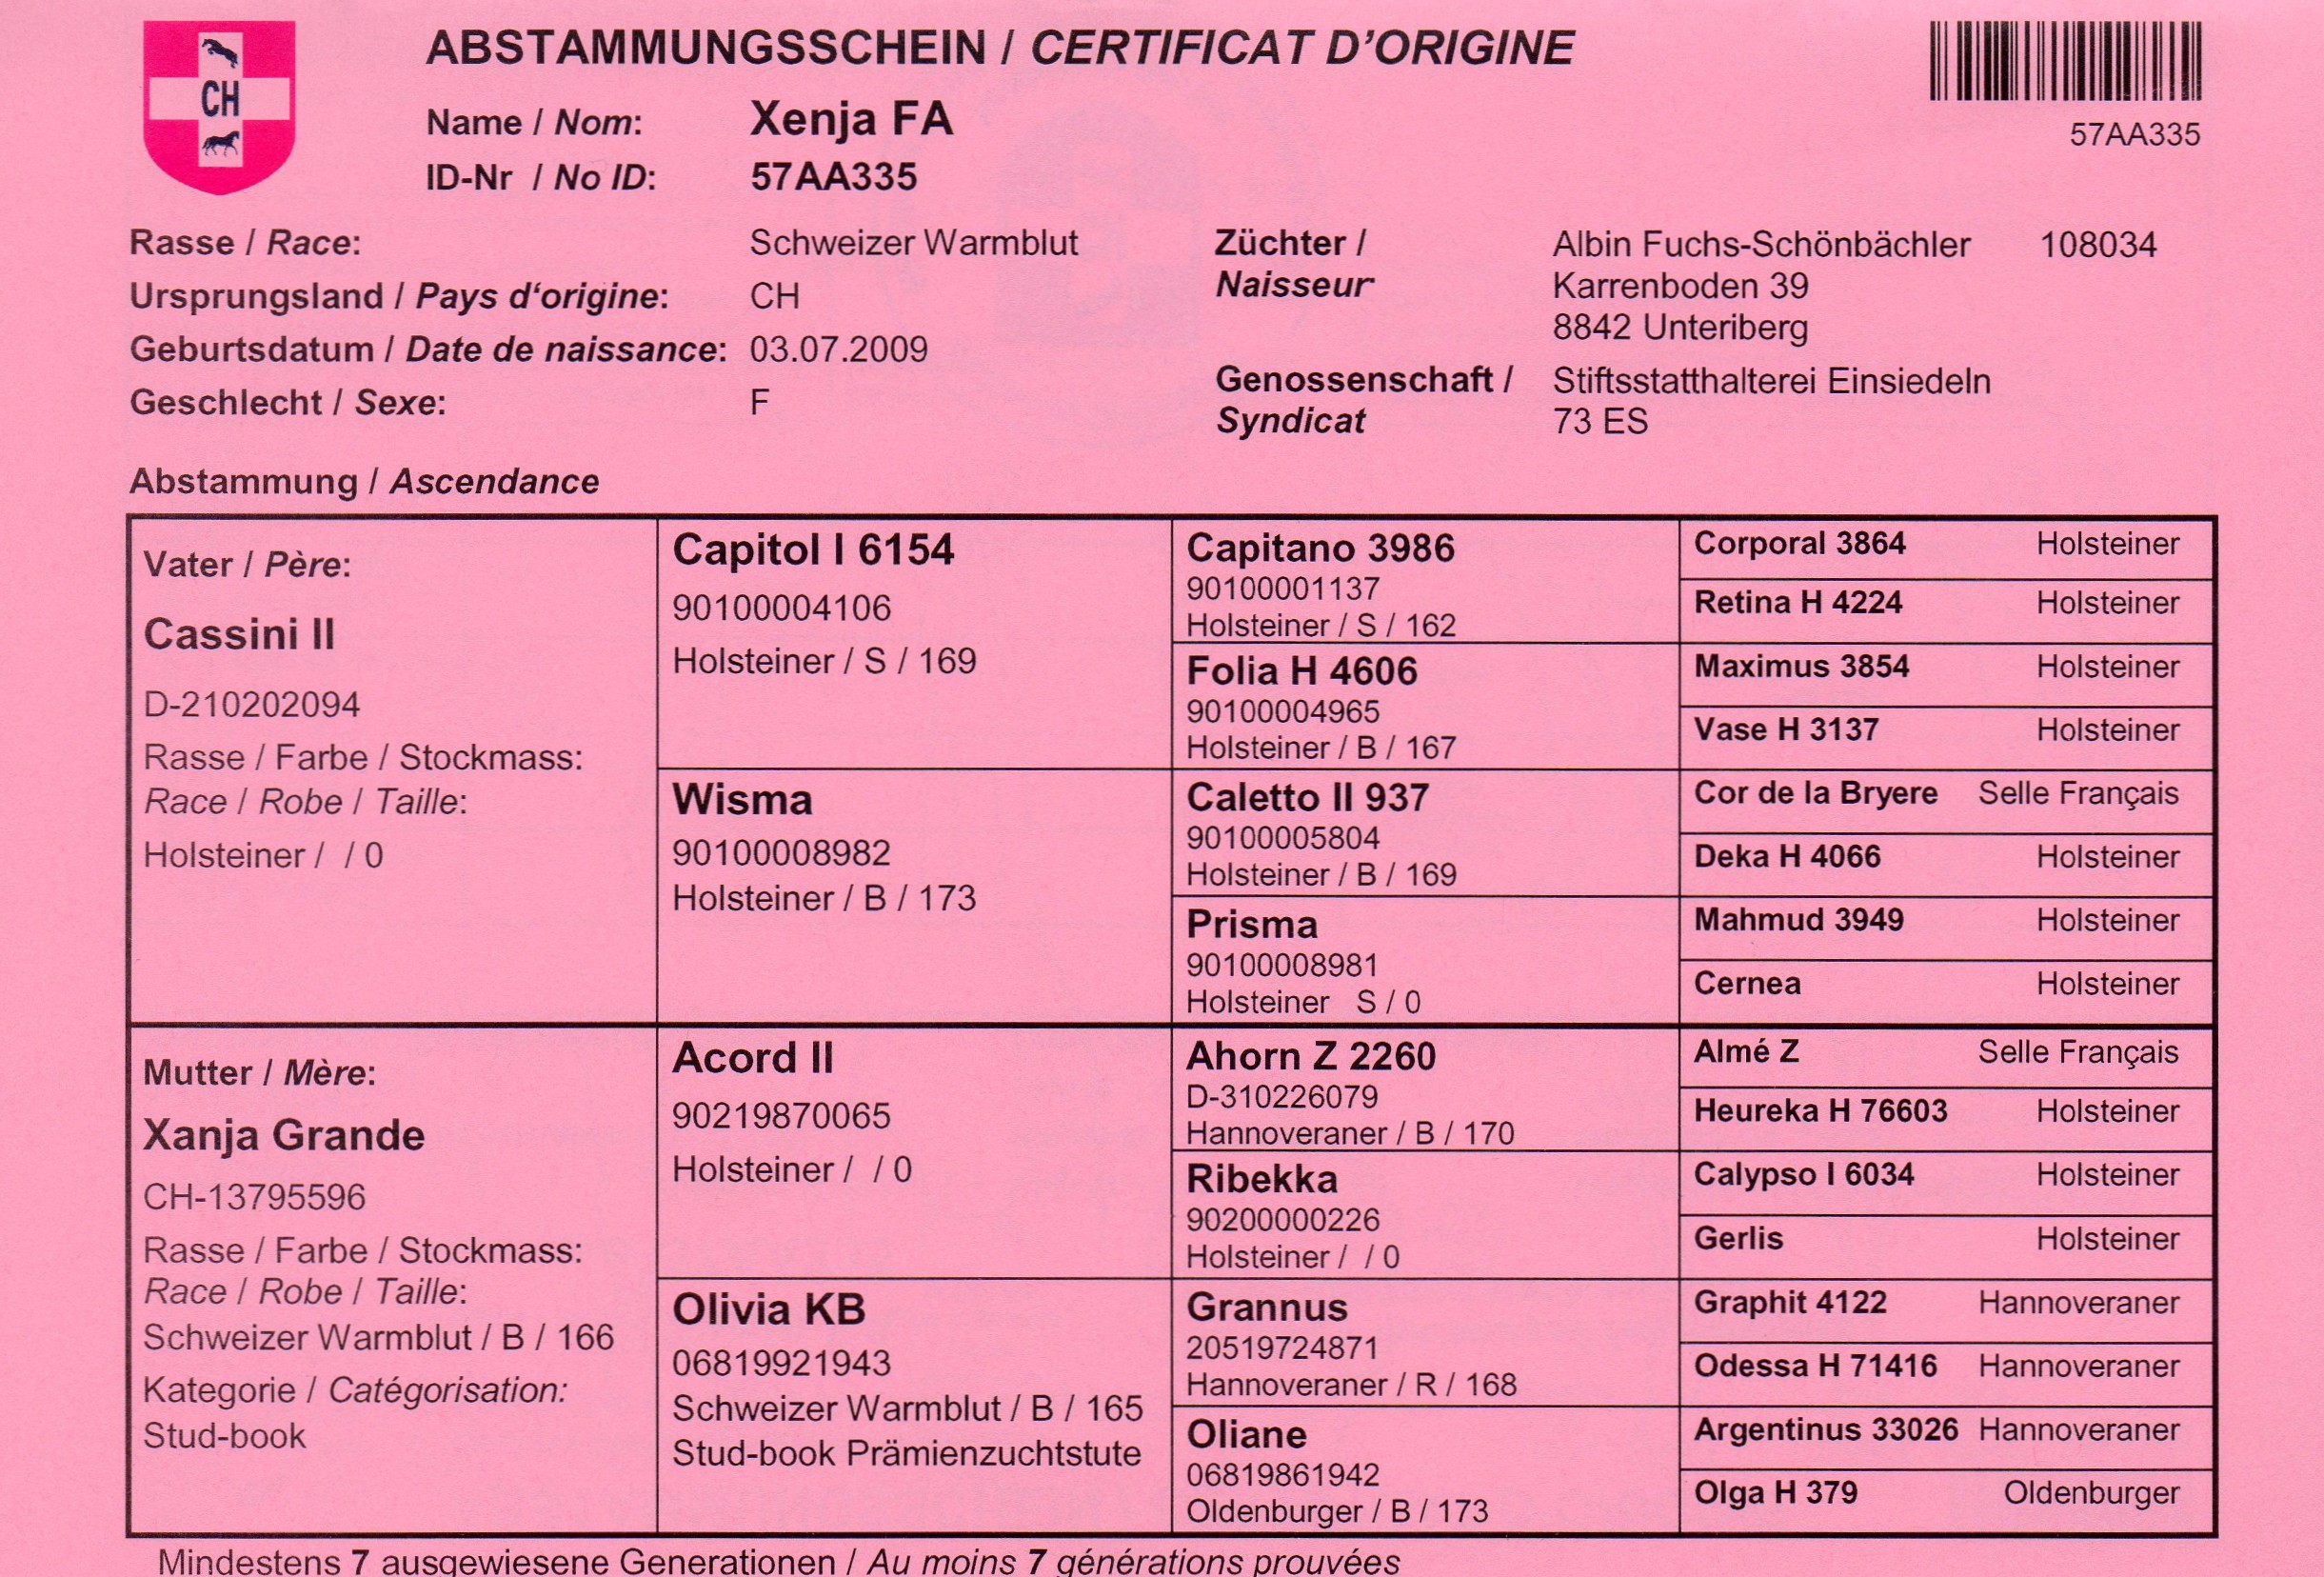 ABSTAMMUNGSSCHEIN / CERTIFICAT D'ORIGINE
CH
Name / Nom: Xenja FA
57AA335
ID-Nr / No ID: 57AA335
Rasse / Race: Schweizer Warmblut
Ursprungsland / Pays d'origine: CH
Geburtsdatum / Date de naissance: 03.07.2009
Geschlecht / Sexe: F
Züchter / Albin Fuchs-Schönbächler 108034
Naisseur Karrenboden 39
8842 Unteriberg
Genossenschaft / Stiftsstatthalterei Einsiedeln
Syndicat 73 ES
Abstammung / Ascendance
Vater / Père:
Cassini II
D-210202094
Rasse / Farbe / Stockmass:
Race / Robe / Taille:
Holsteiner / / 0
Capitol I 6154
90100004106
Holsteiner / S / 169
Wisma
90100008982
Holsteiner / B / 173
Capitano 3986
90100001137
Holsteiner / S / 162
Folia H 4606
90100004965
Holsteiner / B / 167
Caletto II 937
90100005804
Holsteiner / B / 169
Prisma
90100008981
Holsteiner S / 0
Corporal 3864 Holsteiner
Retina H 4224 Holsteiner
Maximus 3854 Holsteiner
Vase H 3137 Holsteiner
Cor de la Bryere Selle Français
Deka H 4066 Holsteiner
Mahmud 3949 Holsteiner
Cernea Holsteiner
Mutter / Mère:
Xanja Grande
CH-13795596
Rasse / Farbe / Stockmass:
Race / Robe / Taille:
Schweizer Warmblut / B / 166
Kategorie / Catégorisation:
Stud-book
Acord II
90219870065
Holsteiner / / 0
Olivia KB
06819921943
Schweizer Warmblut / B / 165
Stud-book Prämienzuchtstute
Ahorn Z 2260
D-310226079
Hannoveraner / B / 170
Ribekka
90200000226
Holsteiner / / 0
Grannus
20519724871
Hannoveraner / R / 168
Oliane
06819861942
Oldenburger / B / 173
Almé Z Selle Français
Heureka H 76603 Holsteiner
Calypso I 6034 Holsteiner
Gerlis Holsteiner
Graphit 4122 Hannoveraner
Odessa H 71416 Hannoveraner
Argentinus 33026 Hannoveraner
Olga H 379 Oldenburger
Mindestens 7 ausgewiesene Generationen / Au moins 7 générations prouvées